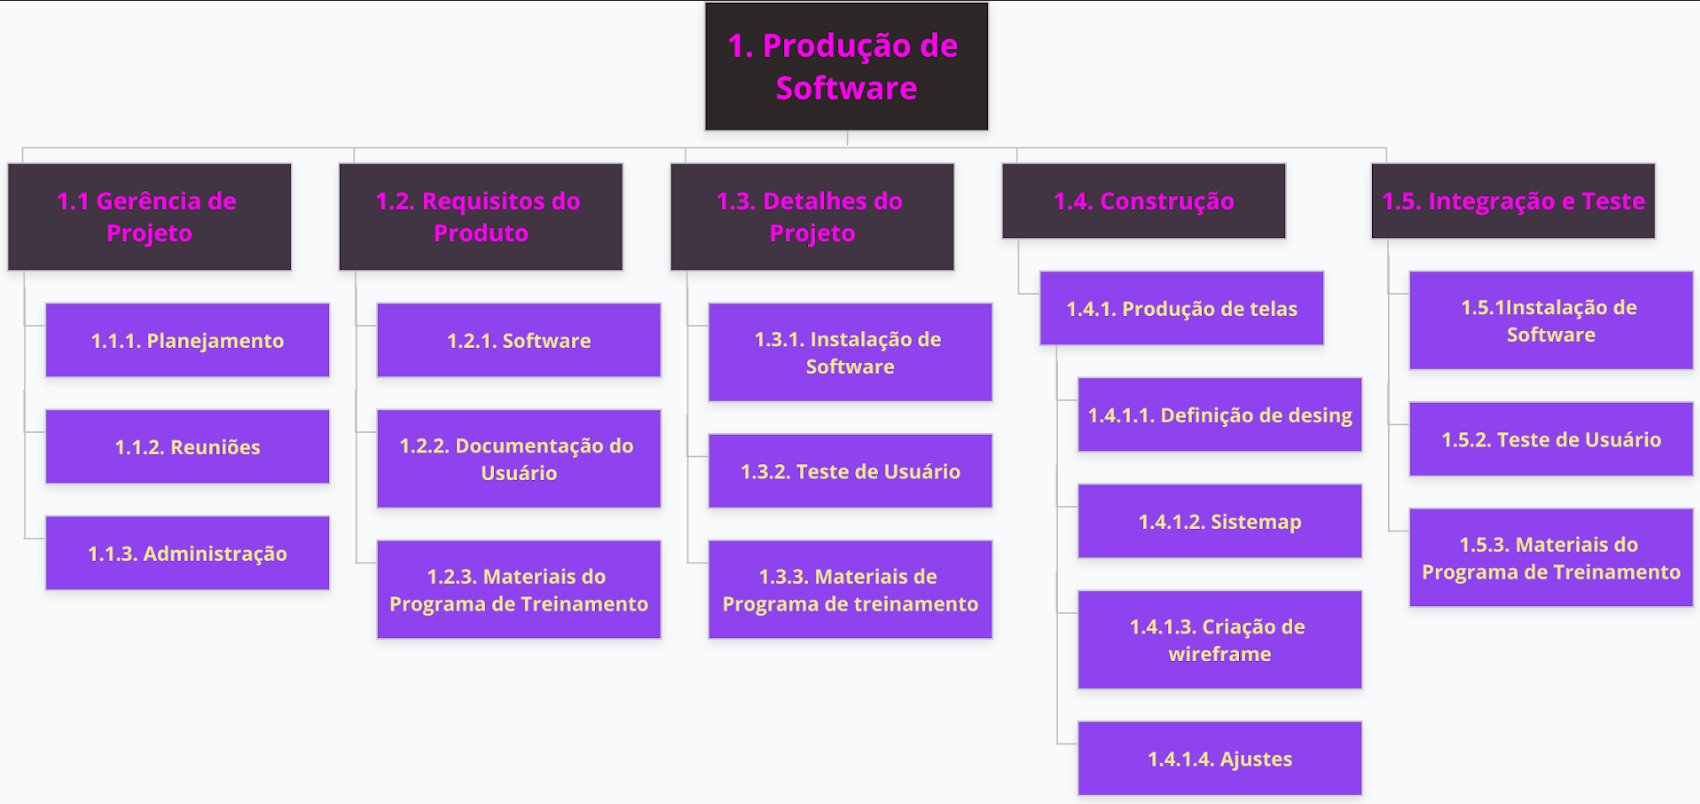 1. Produção de
Software
1.1 Gerência de
Projeto
1.1.1. Planejamento
1.1.2. Reuniões
1.1.3. Administração
1.2. Requisitos do
Produto
1.2.1. Software
1.2.2. Documentação do
Usuário
1.2.3. Materiais do
Programa de Treinamento
1.3. Detalhes do
Projeto
1.3.1. Instalação de
Software
1.3.2. Teste de Usuário
1.3.3. Materiais de
Programa de treinamento
1.4. Construção
1.4.1. Produção de telas
1.4.1.1. Definição de desing
1.4.1.2. Sistemap
1.4.1.3. Criação de
wireframe
1.4.1.4. Ajustes
1.5. Integração e Teste
1.5.1Instalação de
Software
1.5.2. Teste de Usuário
1.5.3. Materiais do
Programa de Treinamento